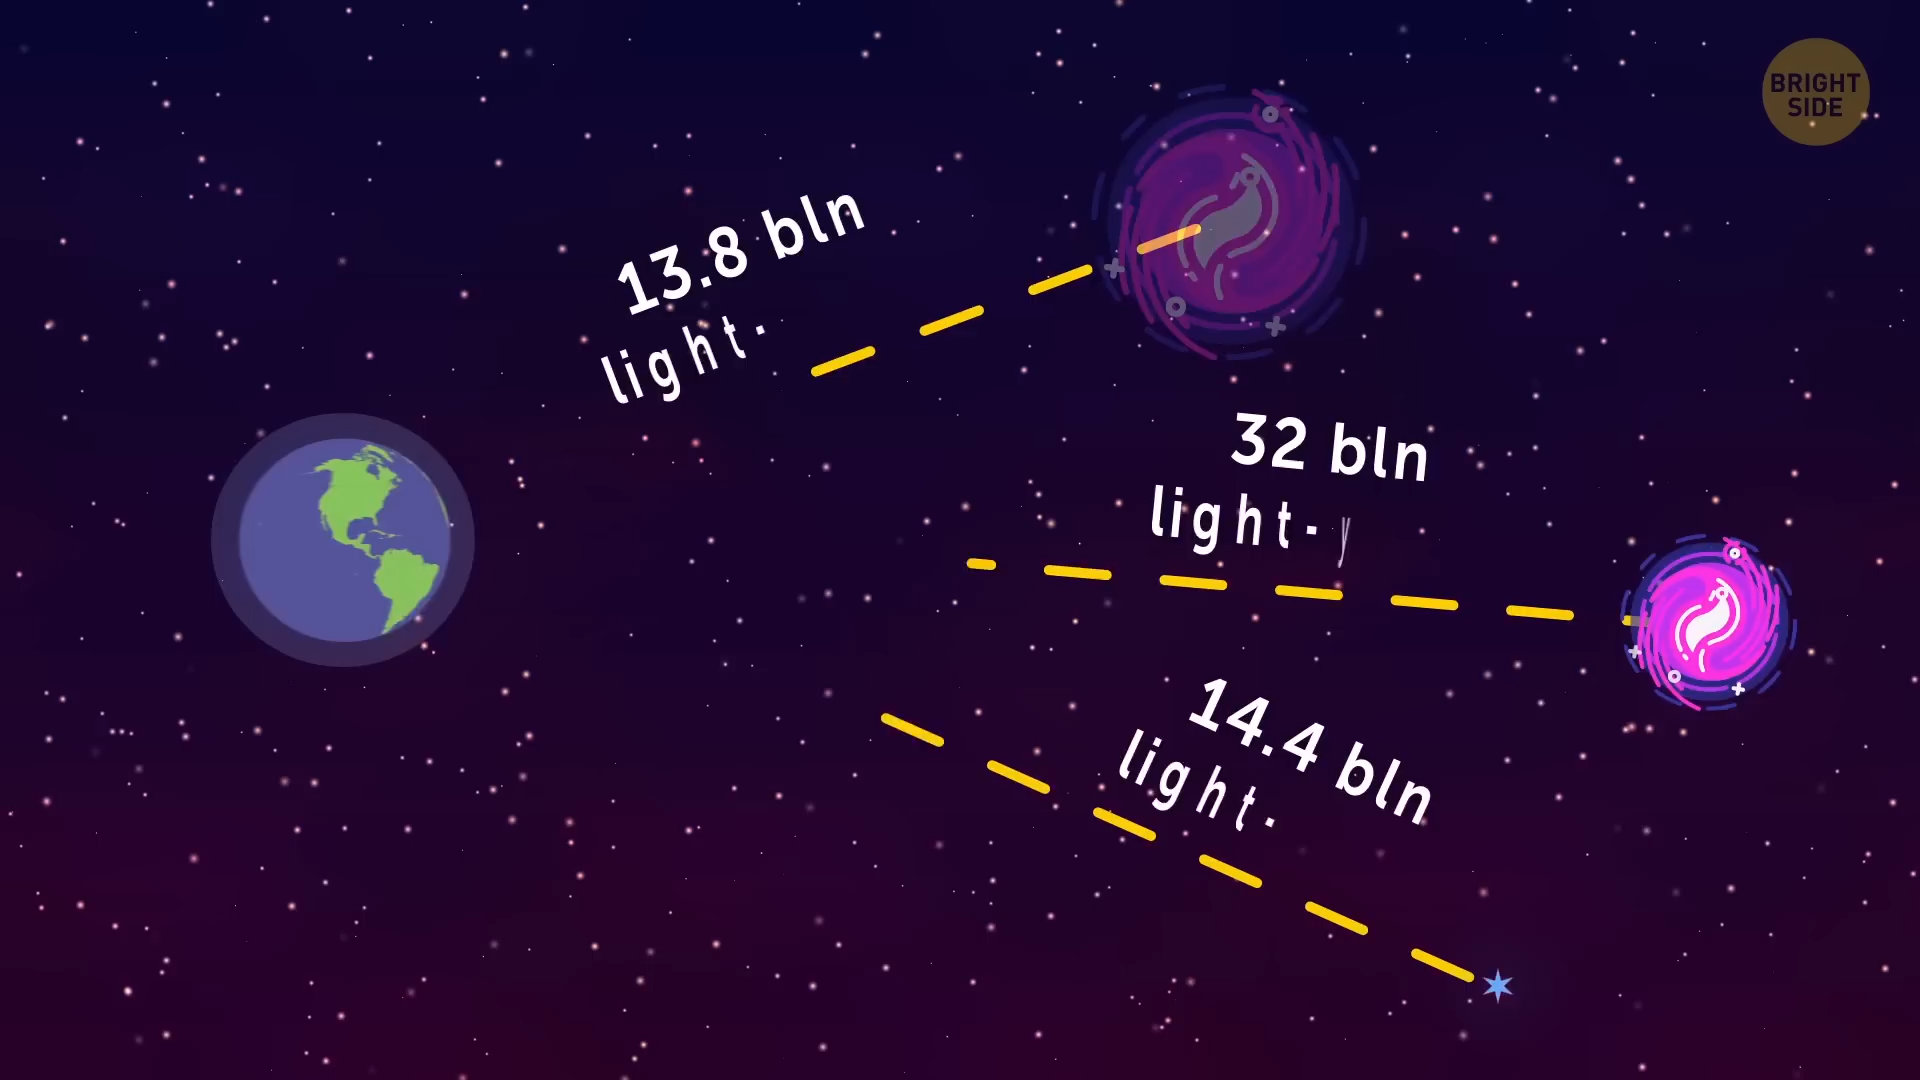 BRIGHT
SIDE
13.8 bln
light-
32 bln
light-y
14.4 bln
light-